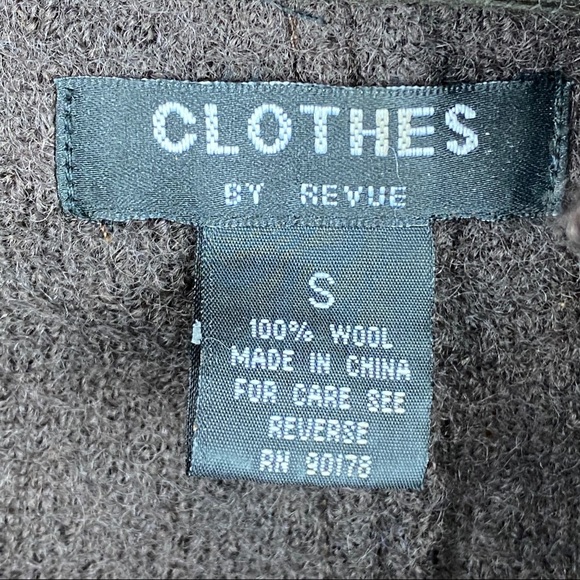 CLOTHES
BY REVUE
S
100% WOOL
MADE IN CHINA
FOR CARE SEE
REVERSE
RN 90178